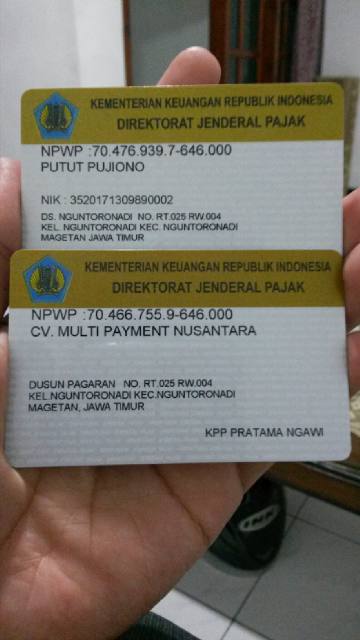 KEMENTERIAN KEUANGAN REPUBLIK INDONESIA
DIREKTORAT JENDERAL PAJAK
NPWP :70.476.939.7-646.000
PUTUT PUJIONO
NIK : 3520171309890002
DS. NGUNTORONADI NO. RT.025 RW.004
KEL. NGUNTORONADI KEC. NGUNTORONADI
MAGETAN JAWA TIMUR
KEMENTERIAN KEUANGAN REPUBLIK INDONESIA
DIREKTORAT JENDERAL PAJAK
NPWP :70.466.755.9-646.000
CV. MULTI PAYMENT NUSANTARA
DUSUN PAGARAN NO. RT.025 RW.004
KEL.NGUNTORONADI KEC.NGUNTORONADI
MAGETAN, JAWA TIMUR
KPP PRATAMA NGAWI
INK